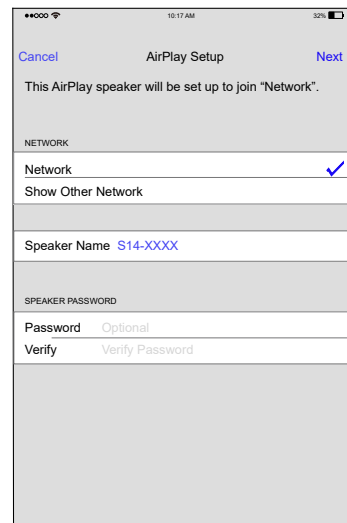 10:17 AM 32%
Cancel AirPlay Setup Next
This AirPlay speaker will be set up to join “Network”.
NETWORK
Network
Show Other Network
Speaker Name S14-XXXX
SPEAKER PASSWORD
Password Optional
Verify Verify Password